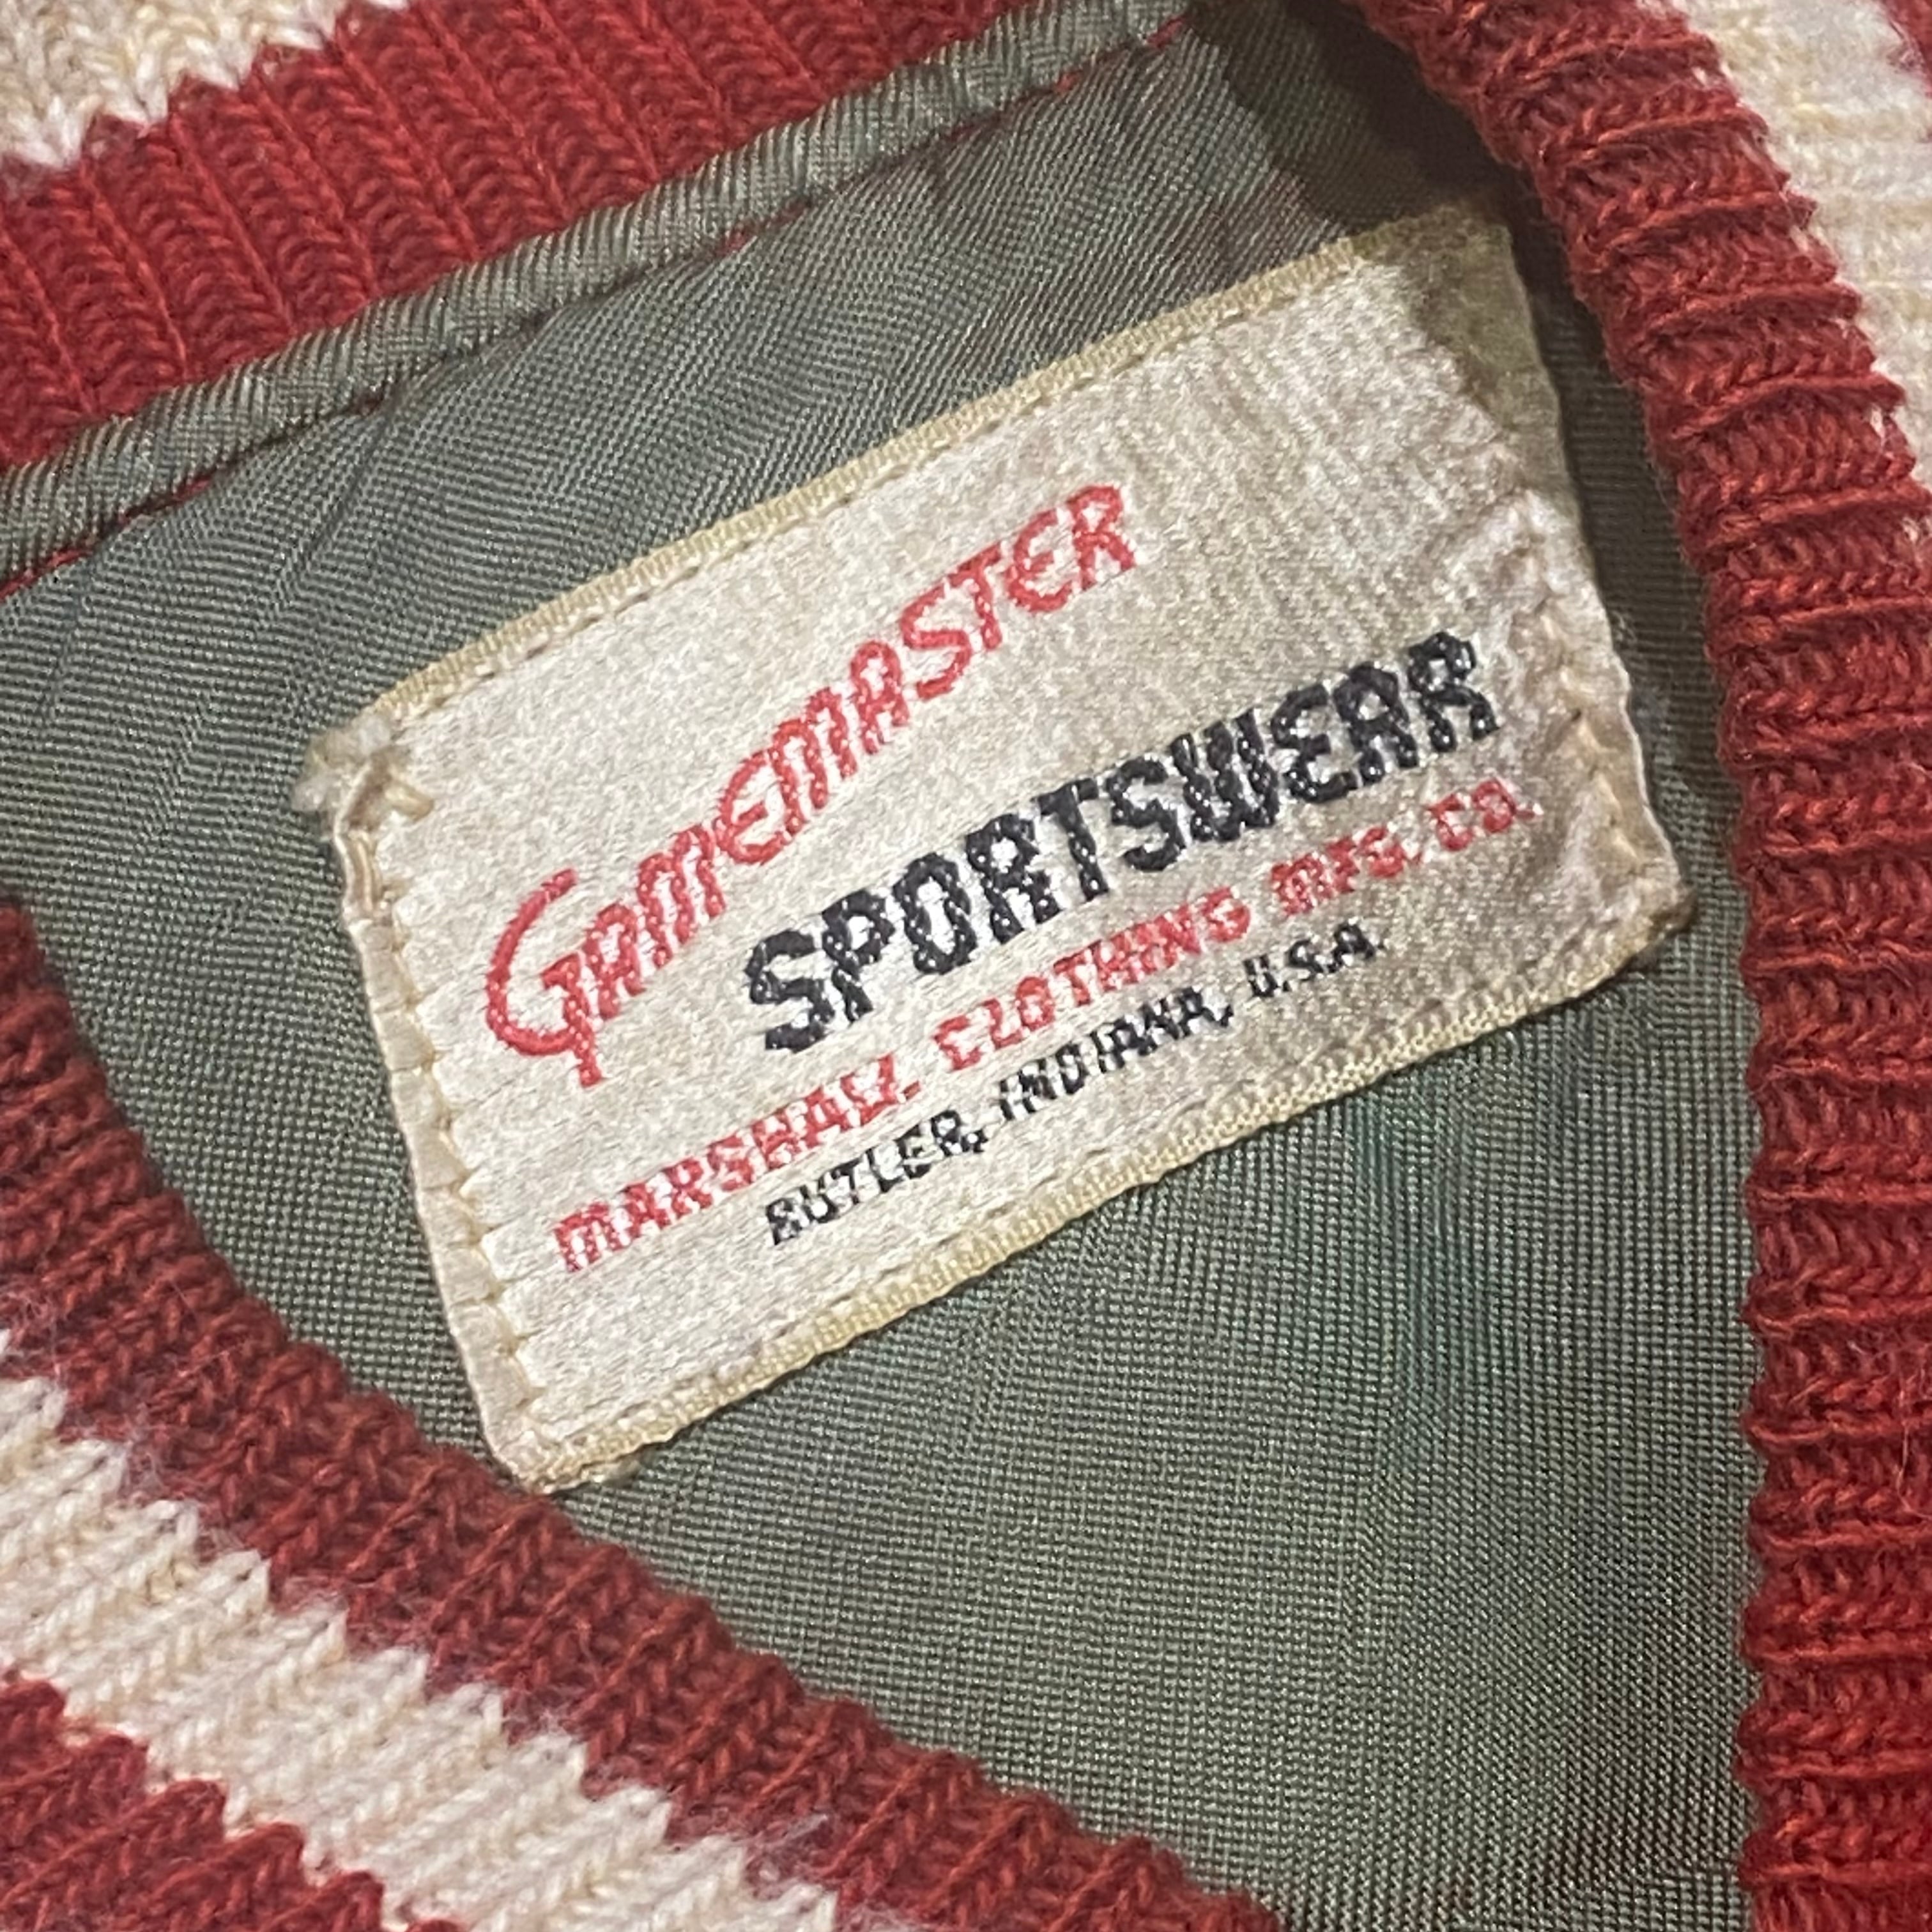 GAMEMASTER
SPORTSWEAR
MARSHALL CLOTHING MFG. CO.
BUTLER, INDIANA, U.S.A.